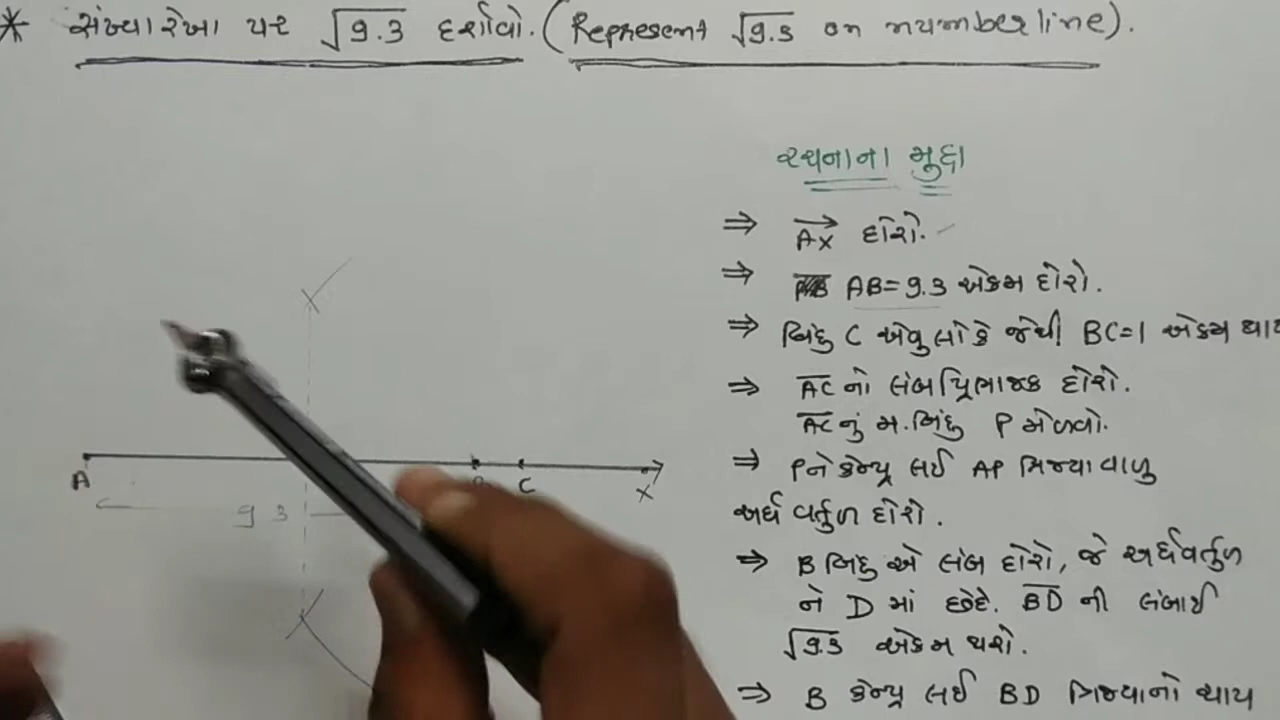 * સંખ્યારેખા પર √9.3 દર્શાવો. (Represent √9.3 on number line).
રચનાના મુદ્દા
⇒ AX દોરો.
⇒ AB = 9.3 એકમ દોરો.
⇒ બિંદુ C એવુ લો કે જેથી BC=1 એકમ થાય
⇒ AC નો લંબદ્વિભાજક દોરો.
AC નું મ.બિંદુ P મેળવો.
⇒ P ને કેન્દ્ર લઈ AP ત્રિજ્યા વાળુ
અર્ધ વર્તુળ દોરો.
⇒ B બિંદુ એ લંબ દોરો, જે અર્ધવર્તુળ
ને D માં છેદે. BD ની લંબાઈ
√9.3 એકમ થશે.
⇒ B કેન્દ્ર લઈ BD ત્રિજ્યાનો ચાપ
A C X
9 3